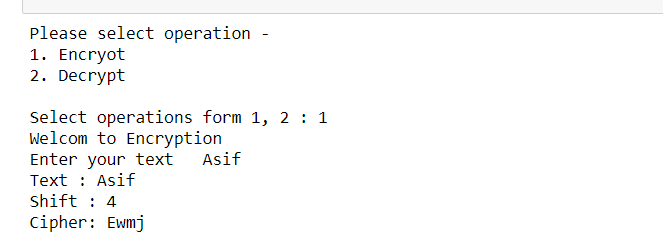 Please select operation -
1. Encryot
2. Decrypt
Select operations form 1, 2 : 1
Welcom to Encryption
Enter your text   Asif
Text : Asif
Shift : 4
Cipher: Ewmj